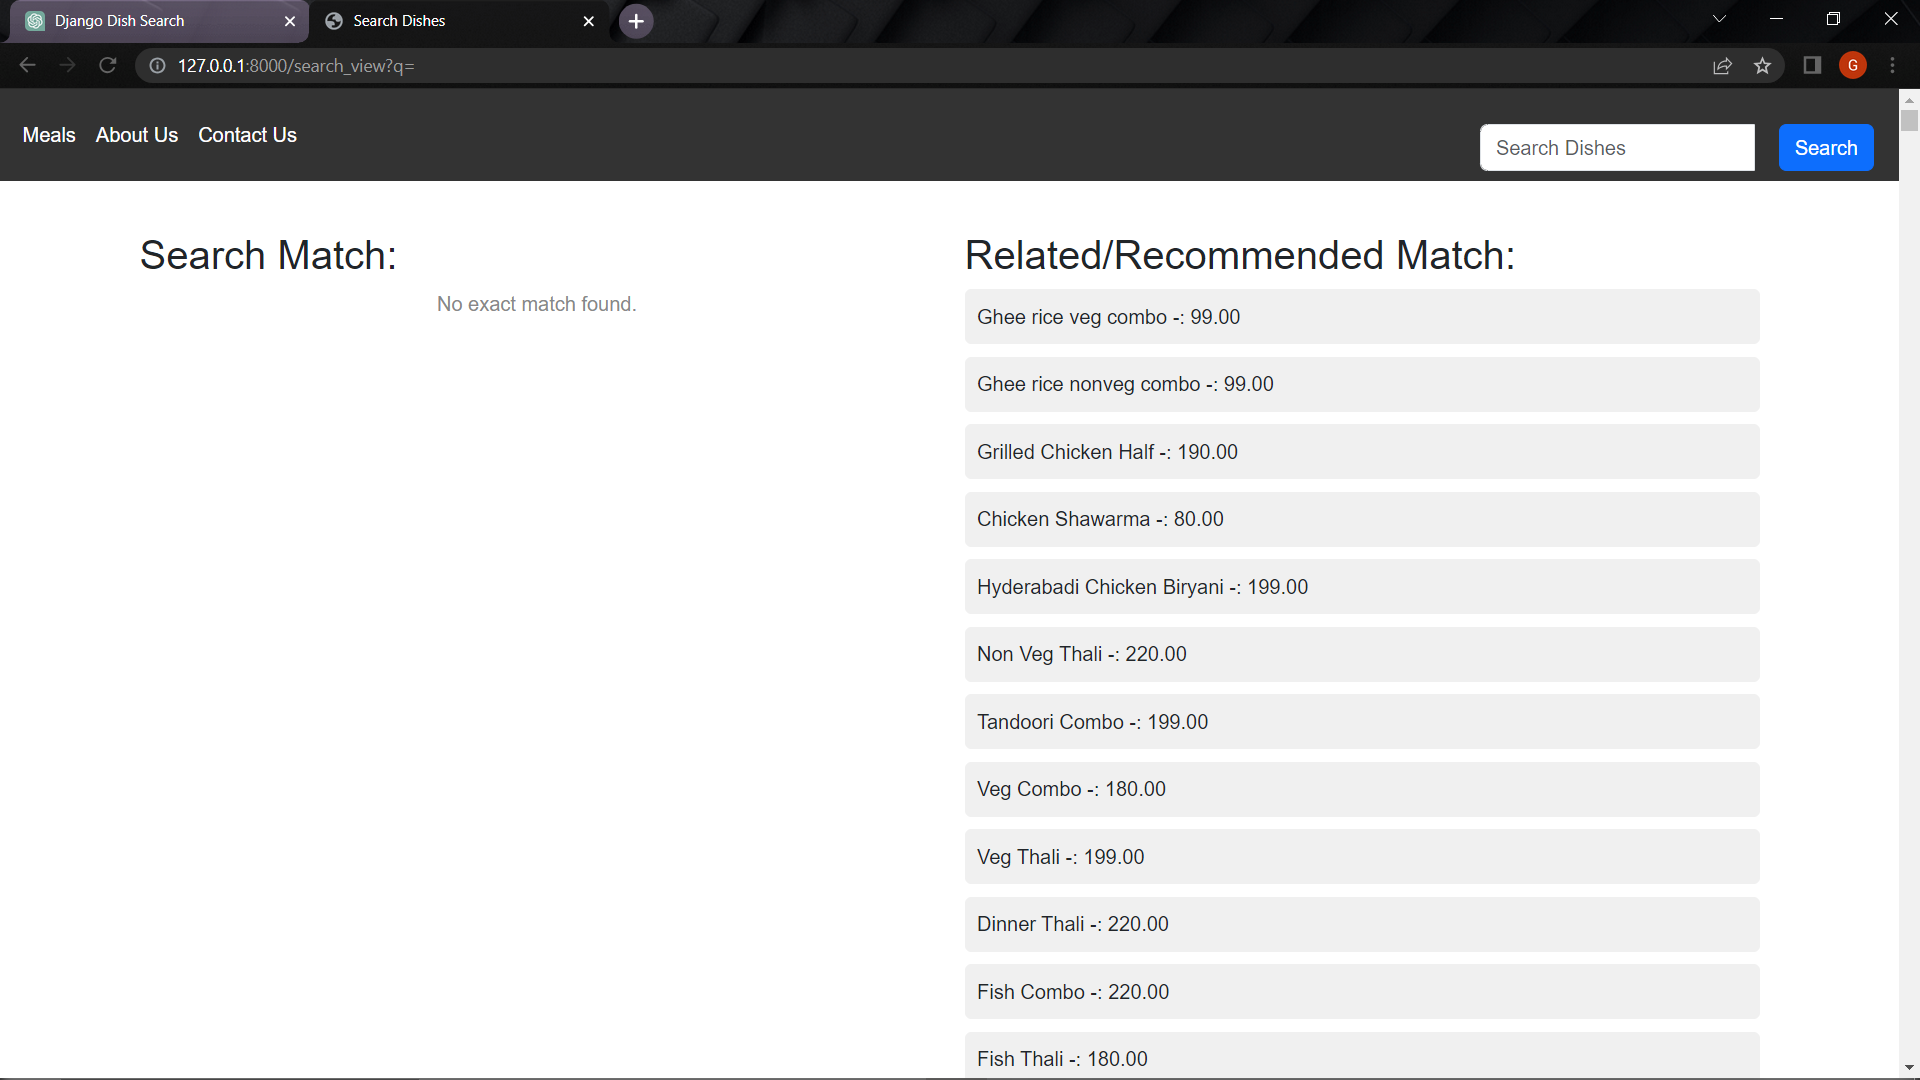 Django Dish Search
Search Dishes
127.0.0.1:8000/search_view?q=
G
Meals About Us Contact Us
Search Dishes
Search
Search Match:
No exact match found.
Related/Recommended Match:
Ghee rice veg combo -: 99.00
Ghee rice nonveg combo -: 99.00
Grilled Chicken Half -: 190.00
Chicken Shawarma -: 80.00
Hyderabadi Chicken Biryani -: 199.00
Non Veg Thali -: 220.00
Tandoori Combo -: 199.00
Veg Combo -: 180.00
Veg Thali -: 199.00
Dinner Thali -: 220.00
Fish Combo -: 220.00
Fish Thali -: 180.00